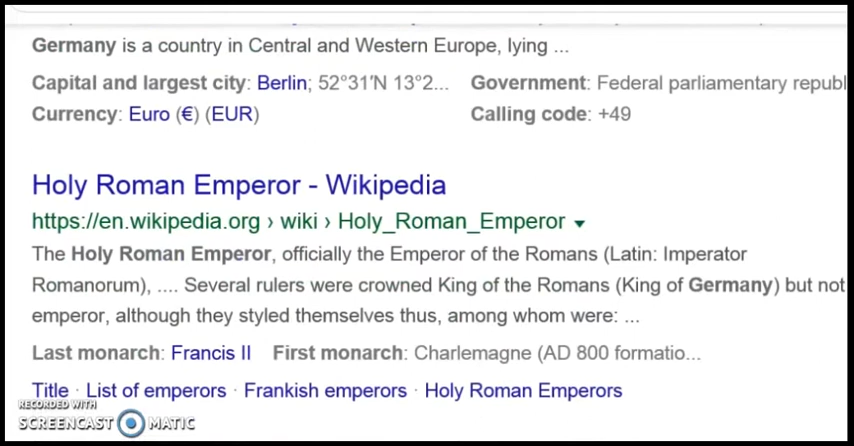 Germany is a country in Central and Western Europe, lying ...
Capital and largest city: Berlin; 52°31′N 13°2... Government: Federal parliamentary republ
Currency: Euro (€) (EUR) Calling code: +49
Holy Roman Emperor - Wikipedia
https://en.wikipedia.org › wiki › Holy_Roman_Emperor
The Holy Roman Emperor, officially the Emperor of the Romans (Latin: Imperator
Romanorum), .... Several rulers were crowned King of the Romans (King of Germany) but not
emperor, although they styled themselves thus, among whom were: ...
Last monarch: Francis II First monarch: Charlemagne (AD 800 formatio...
Title · List of emperors · Frankish emperors · Holy Roman Emperors
RECORDED WITH
SCREENCAST MATIC